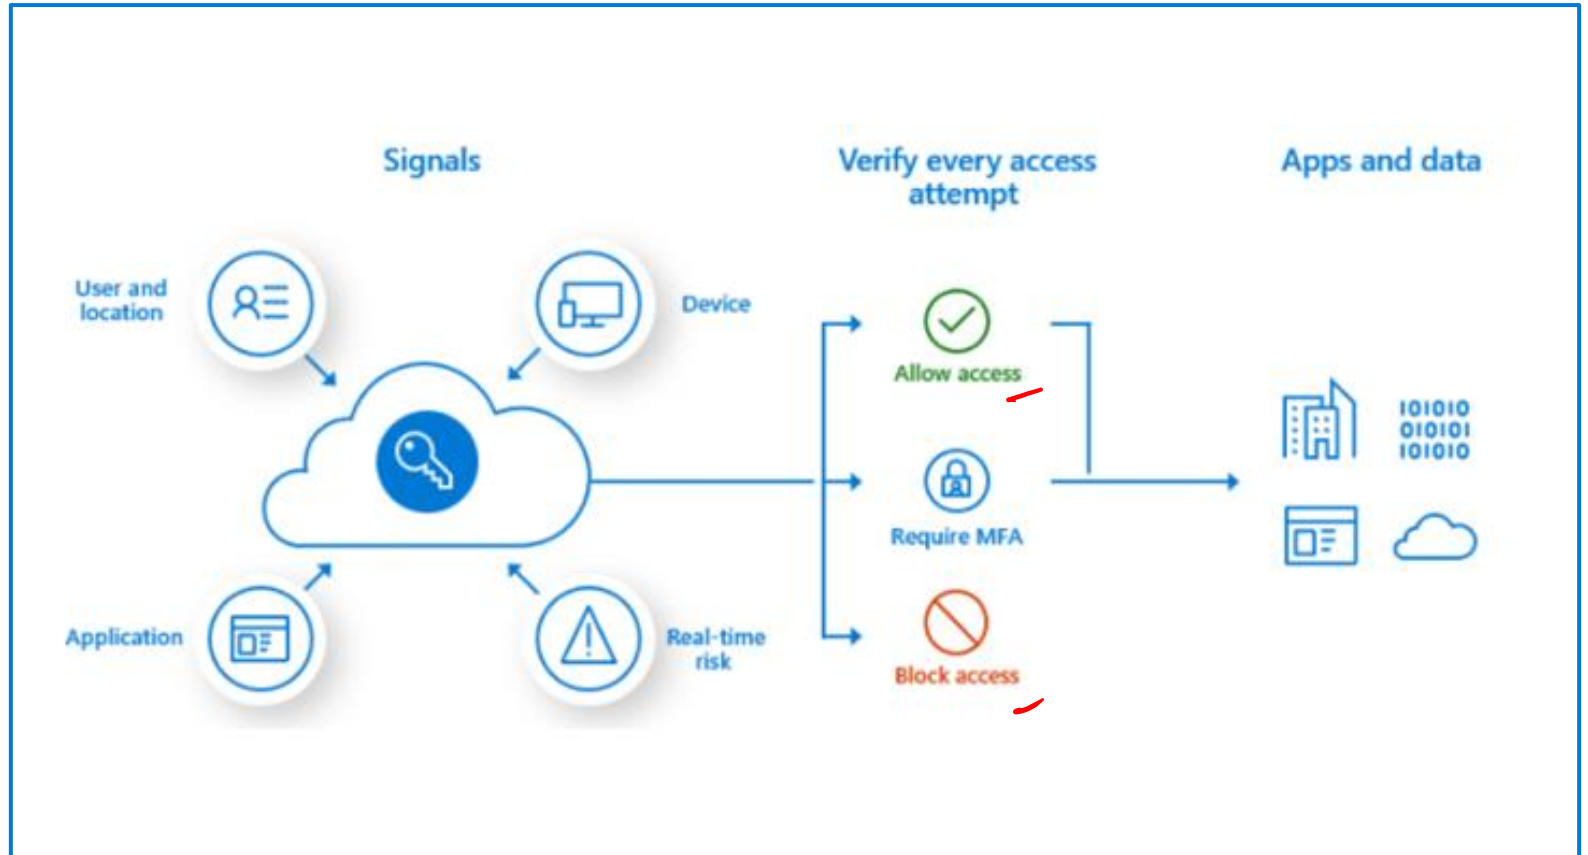 Signals
Verify every access
attempt
Apps and data
User and
location
Device
Allow access
101010
010101
101010
Require MFA
Application
Real-time
risk
Block access